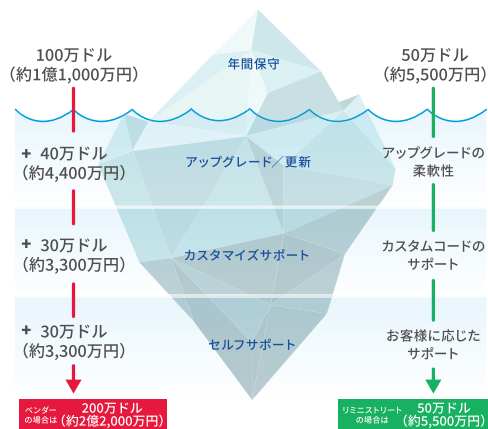 100万ドル
(約1億1,000万円)
年間保守
50万ドル
(約5,500万円)
+ 40万ドル
(約4,400万円)
アップグレード／更新
アップグレードの
柔軟性
+ 30万ドル
(約3,300万円)
カスタマイズサポート
カスタムコードの
サポート
+ 30万ドル
(約3,300万円)
セルフサポート
お客様に応じた
サポート
ベンダー
の場合は
200万ドル
(約2億2,000万円)
リミニストリート
の場合は
50万ドル
(約5,500万円)